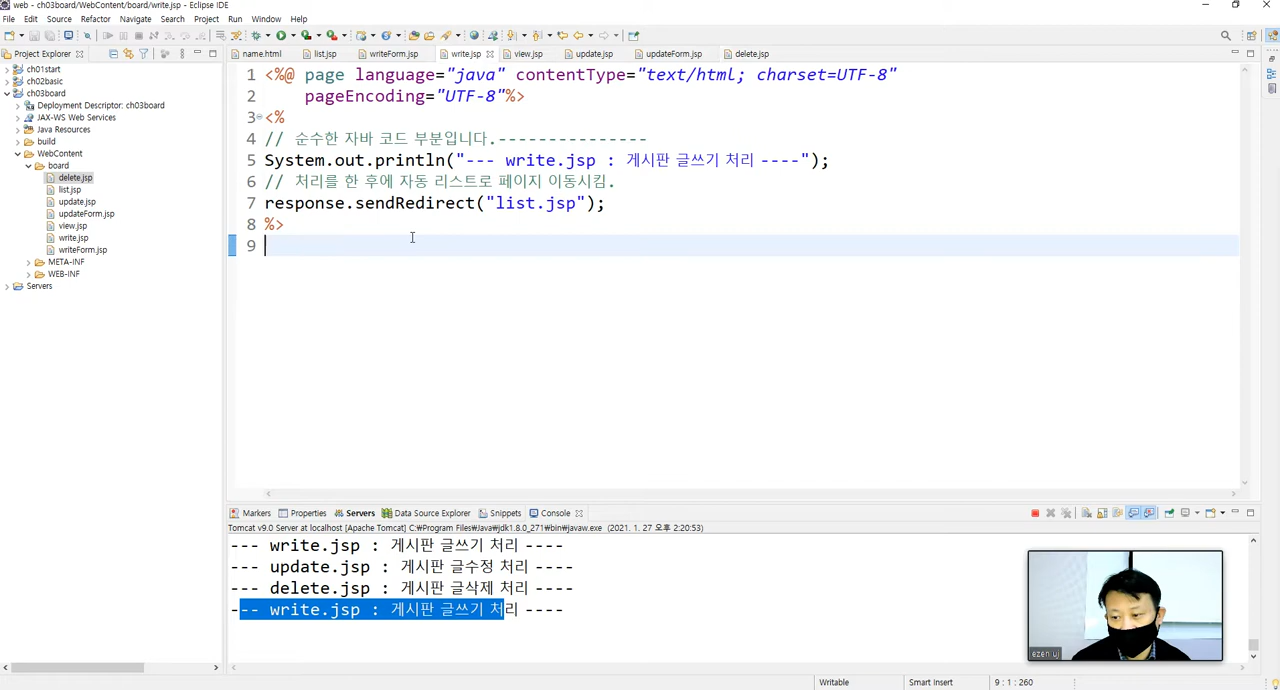 web - ch03board/WebContent/board/write.jsp - Eclipse IDE
File Edit Source Refactor Navigate Search Project Run Window Help
Project Explorer
name.html list.jsp writeForm.jsp write.jsp view.jsp update.jsp updateForm.jsp delete.jsp
ch01start
ch02basic
ch03board
Deployment Descriptor: ch03board
JAX-WS Web Services
Java Resources
build
WebContent
board
delete.jsp
list.jsp
update.jsp
updateForm.jsp
view.jsp
write.jsp
writeForm.jsp
META-INF
WEB-INF
Servers
1 <%@ page language="java" contentType="text/html; charset=UTF-8"
2 pageEncoding="UTF-8"%>
3 <%
4 // 순수한 자바 코드 부분입니다.---------------
5 System.out.println("--- write.jsp : 게시판 글쓰기 처리 ----");
6 // 처리를 한 후에 자동 리스트로 페이지 이동시킴.
7 response.sendRedirect("list.jsp");
8 %>
9
Markers Properties Servers Data Source Explorer Snippets Console
Tomcat v9.0 Server at localhost [Apache Tomcat] C:₩Program Files₩Java₩jdk1.8.0_271₩bin₩javaw.exe (2021. 1. 27 오후 2:20:53)
--- write.jsp : 게시판 글쓰기 처리 ----
--- update.jsp : 게시판 글수정 처리 ----
--- delete.jsp : 게시판 글삭제 처리 ----
--- write.jsp : 게시판 글쓰기 처리 ----
ezen uj
Writable Smart Insert 9 : 1 : 260